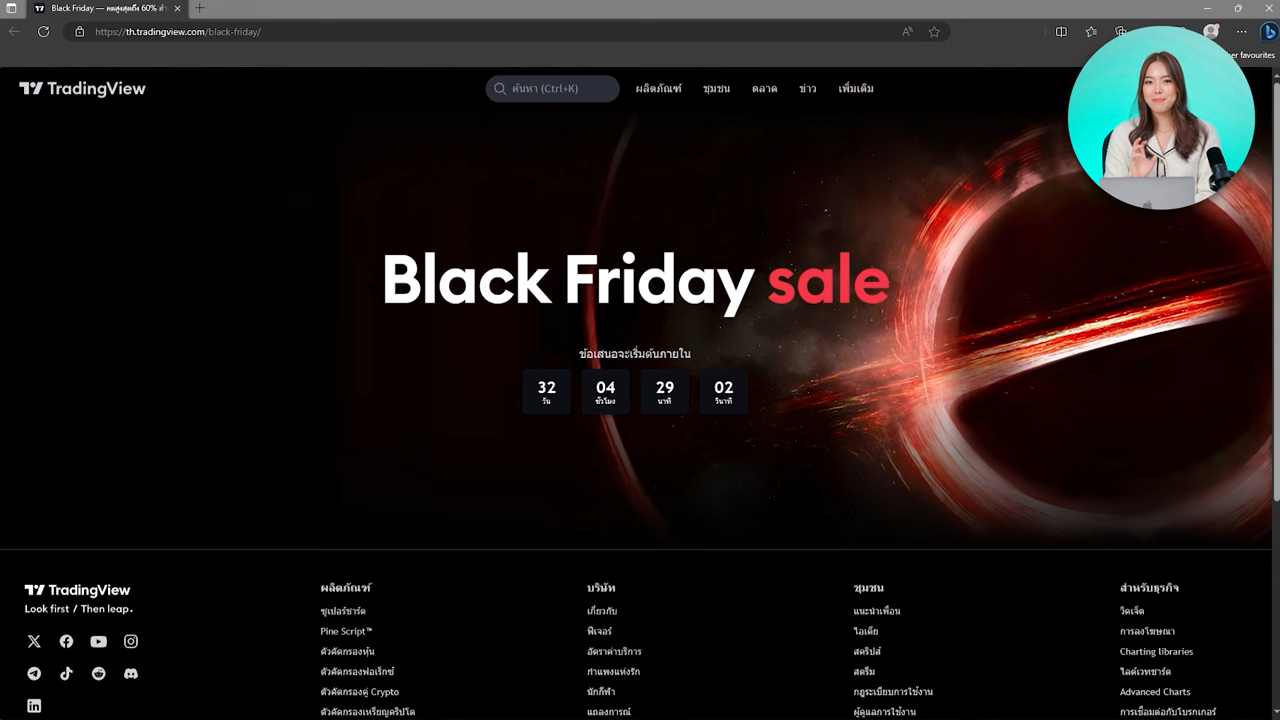 Black Friday — ลดสูงสุดถึง 60% สำ
https://th.tradingview.com/black-friday/
her favourites
TradingView
ค้นหา (Ctrl+K)
ผลิตภัณฑ์
ชุมชน
ตลาด
ข่าว
เพิ่มเติม
Black Friday sale
ข้อเสนอจะเริ่มต้นภายใน
32 04 29 02
วัน ชั่วโมง นาที วินาที
TradingView
Look first / Then leap.
ผลิตภัณฑ์
ซูเปอร์ชาร์ต
Pine Script™
ตัวคัดกรองหุ้น
ตัวคัดกรองฟอเร็กซ์
ตัวคัดกรองคู่ Crypto
ตัวคัดกรองเหรียญคริปโต
บริษัท
เกี่ยวกับ
ฟีเจอร์
อัตราค่าบริการ
กำแพงแห่งรัก
นักกีฬา
แถลงการณ์
ชุมชน
แนะนำเพื่อน
ไอเดีย
สคริปส์
สตรีม
กฎระเบียบการใช้งาน
ผู้ดูแลการใช้งาน
สำหรับธุรกิจ
วิดเจ็ต
การลงโฆษณา
Charting libraries
ไลต์เวทชาร์ต
Advanced Charts
การเชื่อมต่อกับโบรกเกอร์